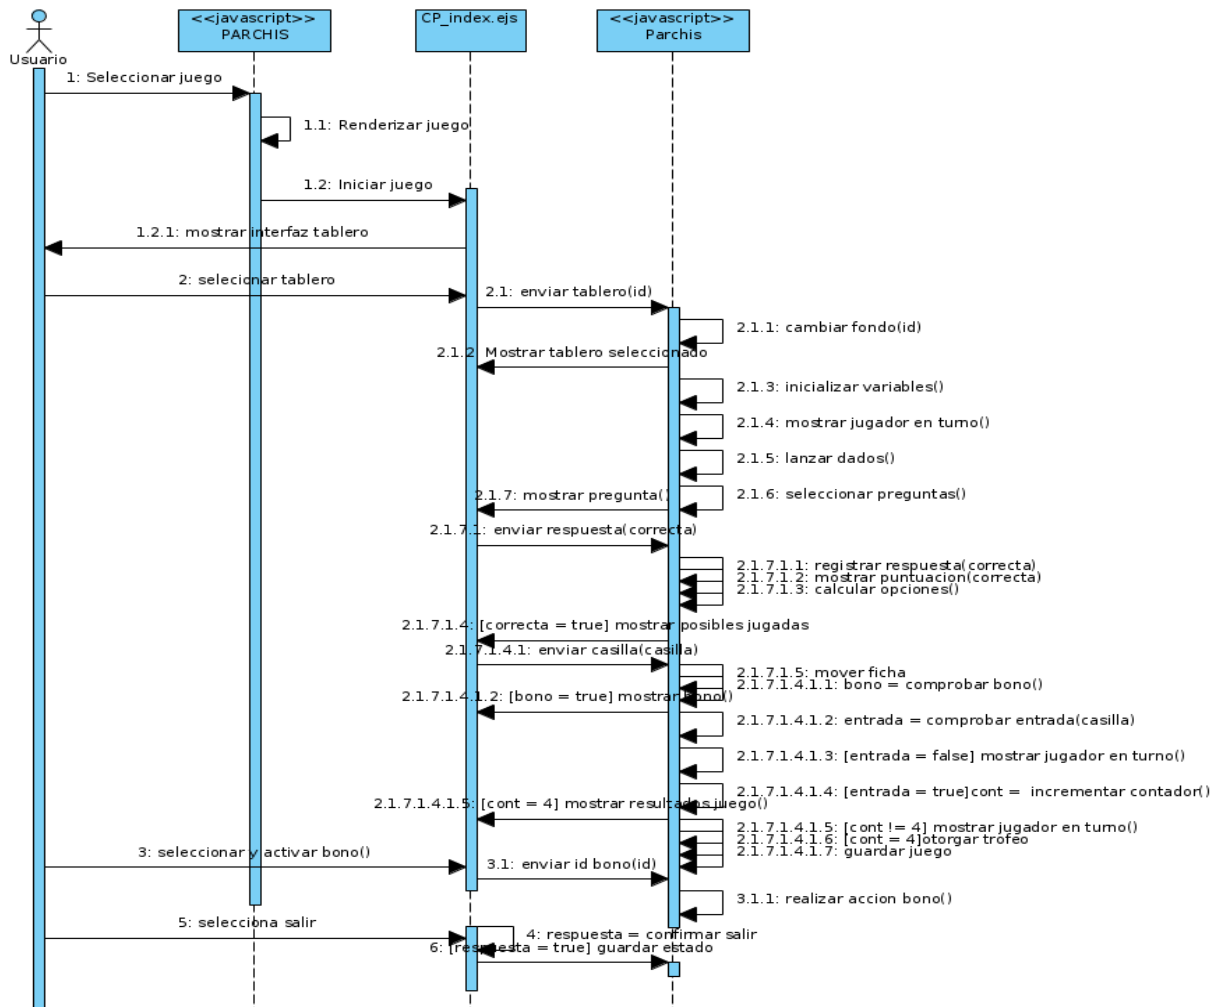 <<javascript>>
PARCHIS
CP_index.ejs
<<javascript>>
Parchis
Usuario
1: Seleccionar juego
1.1: Renderizar juego
1.2: Iniciar juego
1.2.1: mostrar interfaz tablero
2: selecionar tablero
2.1: enviar tablero(id)
2.1.1: cambiar fondo(id)
2.1.2 Mostrar tablero seleccionado
2.1.3: inicializar variables()
2.1.4: mostrar jugador en turno()
2.1.5: lanzar dados()
2.1.6: seleccionar preguntas()
2.1.7: mostrar pregunta()
2.1.7.1: enviar respuesta(correcta)
2.1.7.1.1: registrar respuesta(correcta)
2.1.7.1.2: mostrar puntuacion(correcta)
2.1.7.1.3: calcular opciones()
2.1.7.1.4: [correcta = true] mostrar posibles jugadas
2.1.7.1.4.1: enviar casilla(casilla)
2.1.7.1.5: mover ficha
2.1.7.1.4.1.1: bono = comprobar bono()
2.1.7.1.4.1.2: [bono = true] mostrar bono()
2.1.7.1.4.1.2: entrada = comprobar entrada(casilla)
2.1.7.1.4.1.3: [entrada = false] mostrar jugador en turno()
2.1.7.1.4.1.4: [entrada = true]cont = incrementar contador()
2.1.7.1.4.1.5: [cont = 4] mostrar resultados juego()
2.1.7.1.4.1.5: [cont != 4] mostrar jugador en turno()
2.1.7.1.4.1.6: [cont = 4]otorgar trofeo
2.1.7.1.4.1.7: guardar juego
3: seleccionar y activar bono()
3.1: enviar id bono(id)
3.1.1: realizar accion bono()
5: selecciona salir
4: respuesta = confirmar salir
6: [respuesta = true] guardar estado